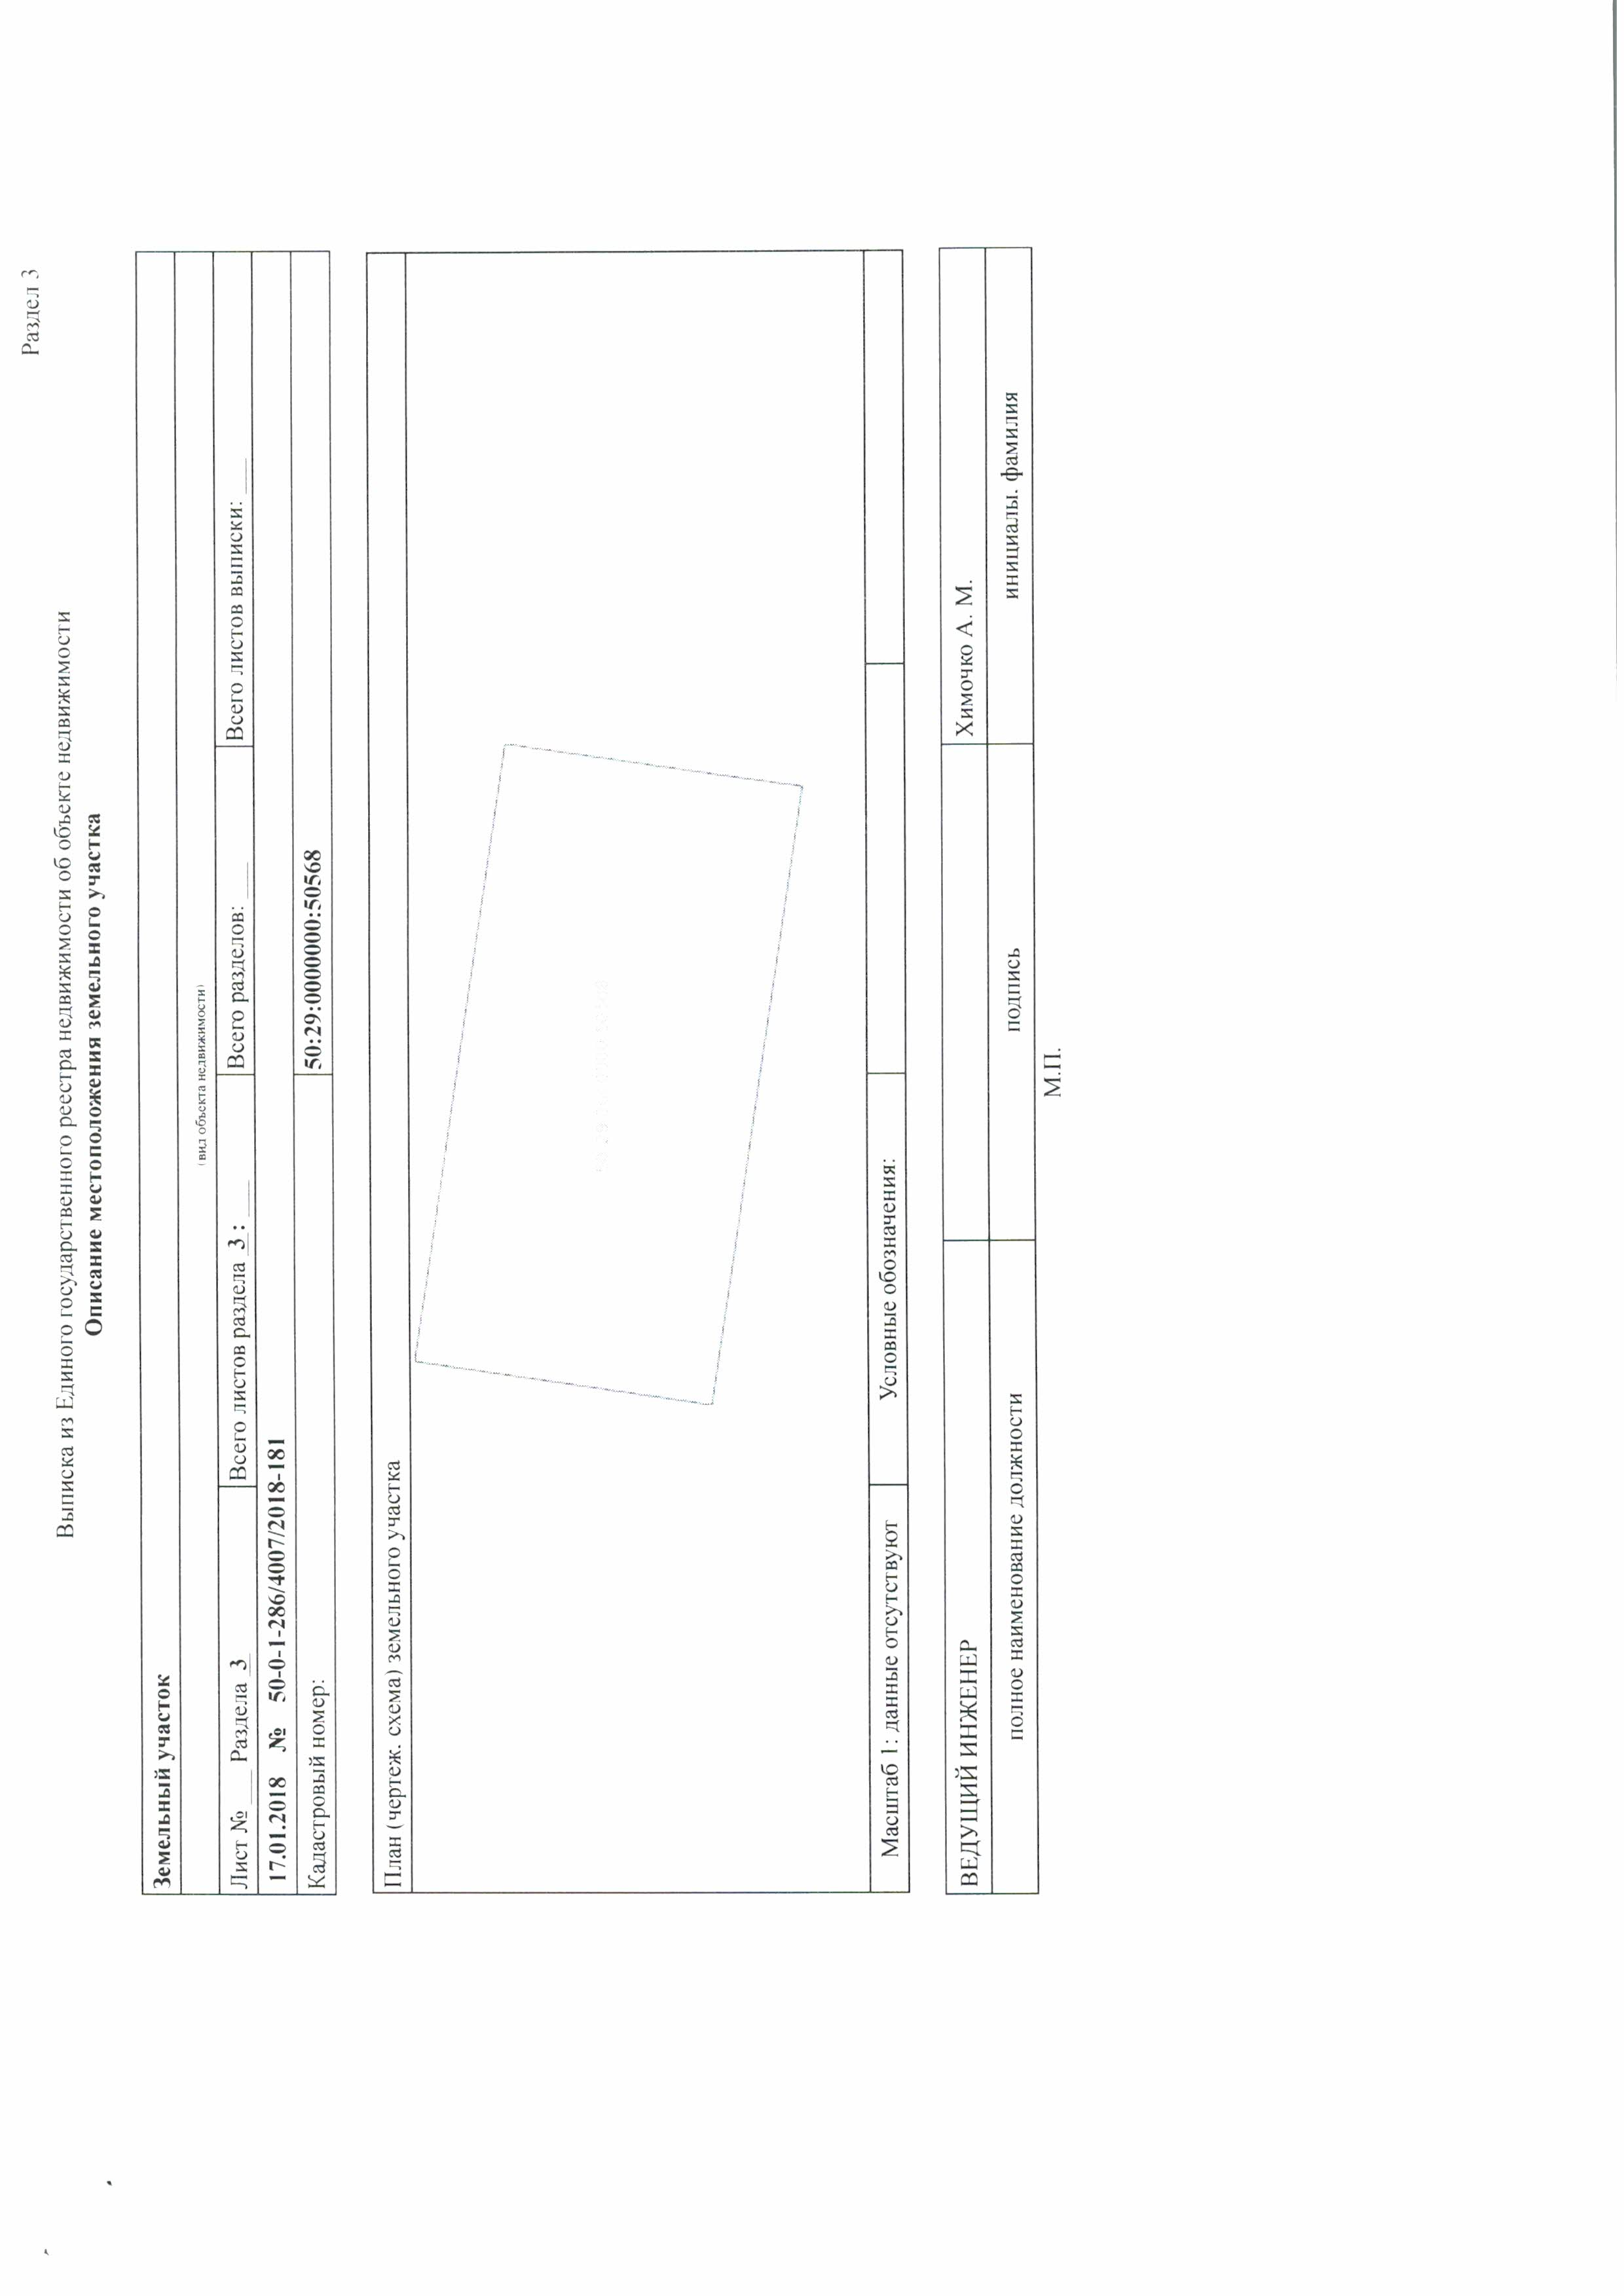 Раздел 3
Выписка из Единого государственного реестра недвижимости об объекте недвижимости
Описание местоположения земельного участка
Земельный участок
(вид объекта недвижимости)
Лист № ___ Раздела 3 Всего листов раздела 3 : ___ Всего разделов: ___ Всего листов выписки: ___
17.01.2018 № 50-0-1-286/4007/2018-181
Кадастровый номер: 50:29:0000000:50568
План (чертеж. схема) земельного участка
Масштаб 1: данные отсутствуют Условные обозначения:
ВЕДУЩИЙ ИНЖЕНЕР Химочко А. М.
полное наименование должности подпись инициалы. фамилия
М.П.